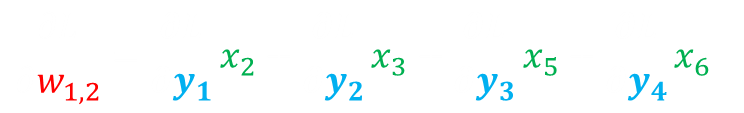 w₁,₂ y₁ x₂ y₂ x₃ y₃ x₅ y₄ x₆